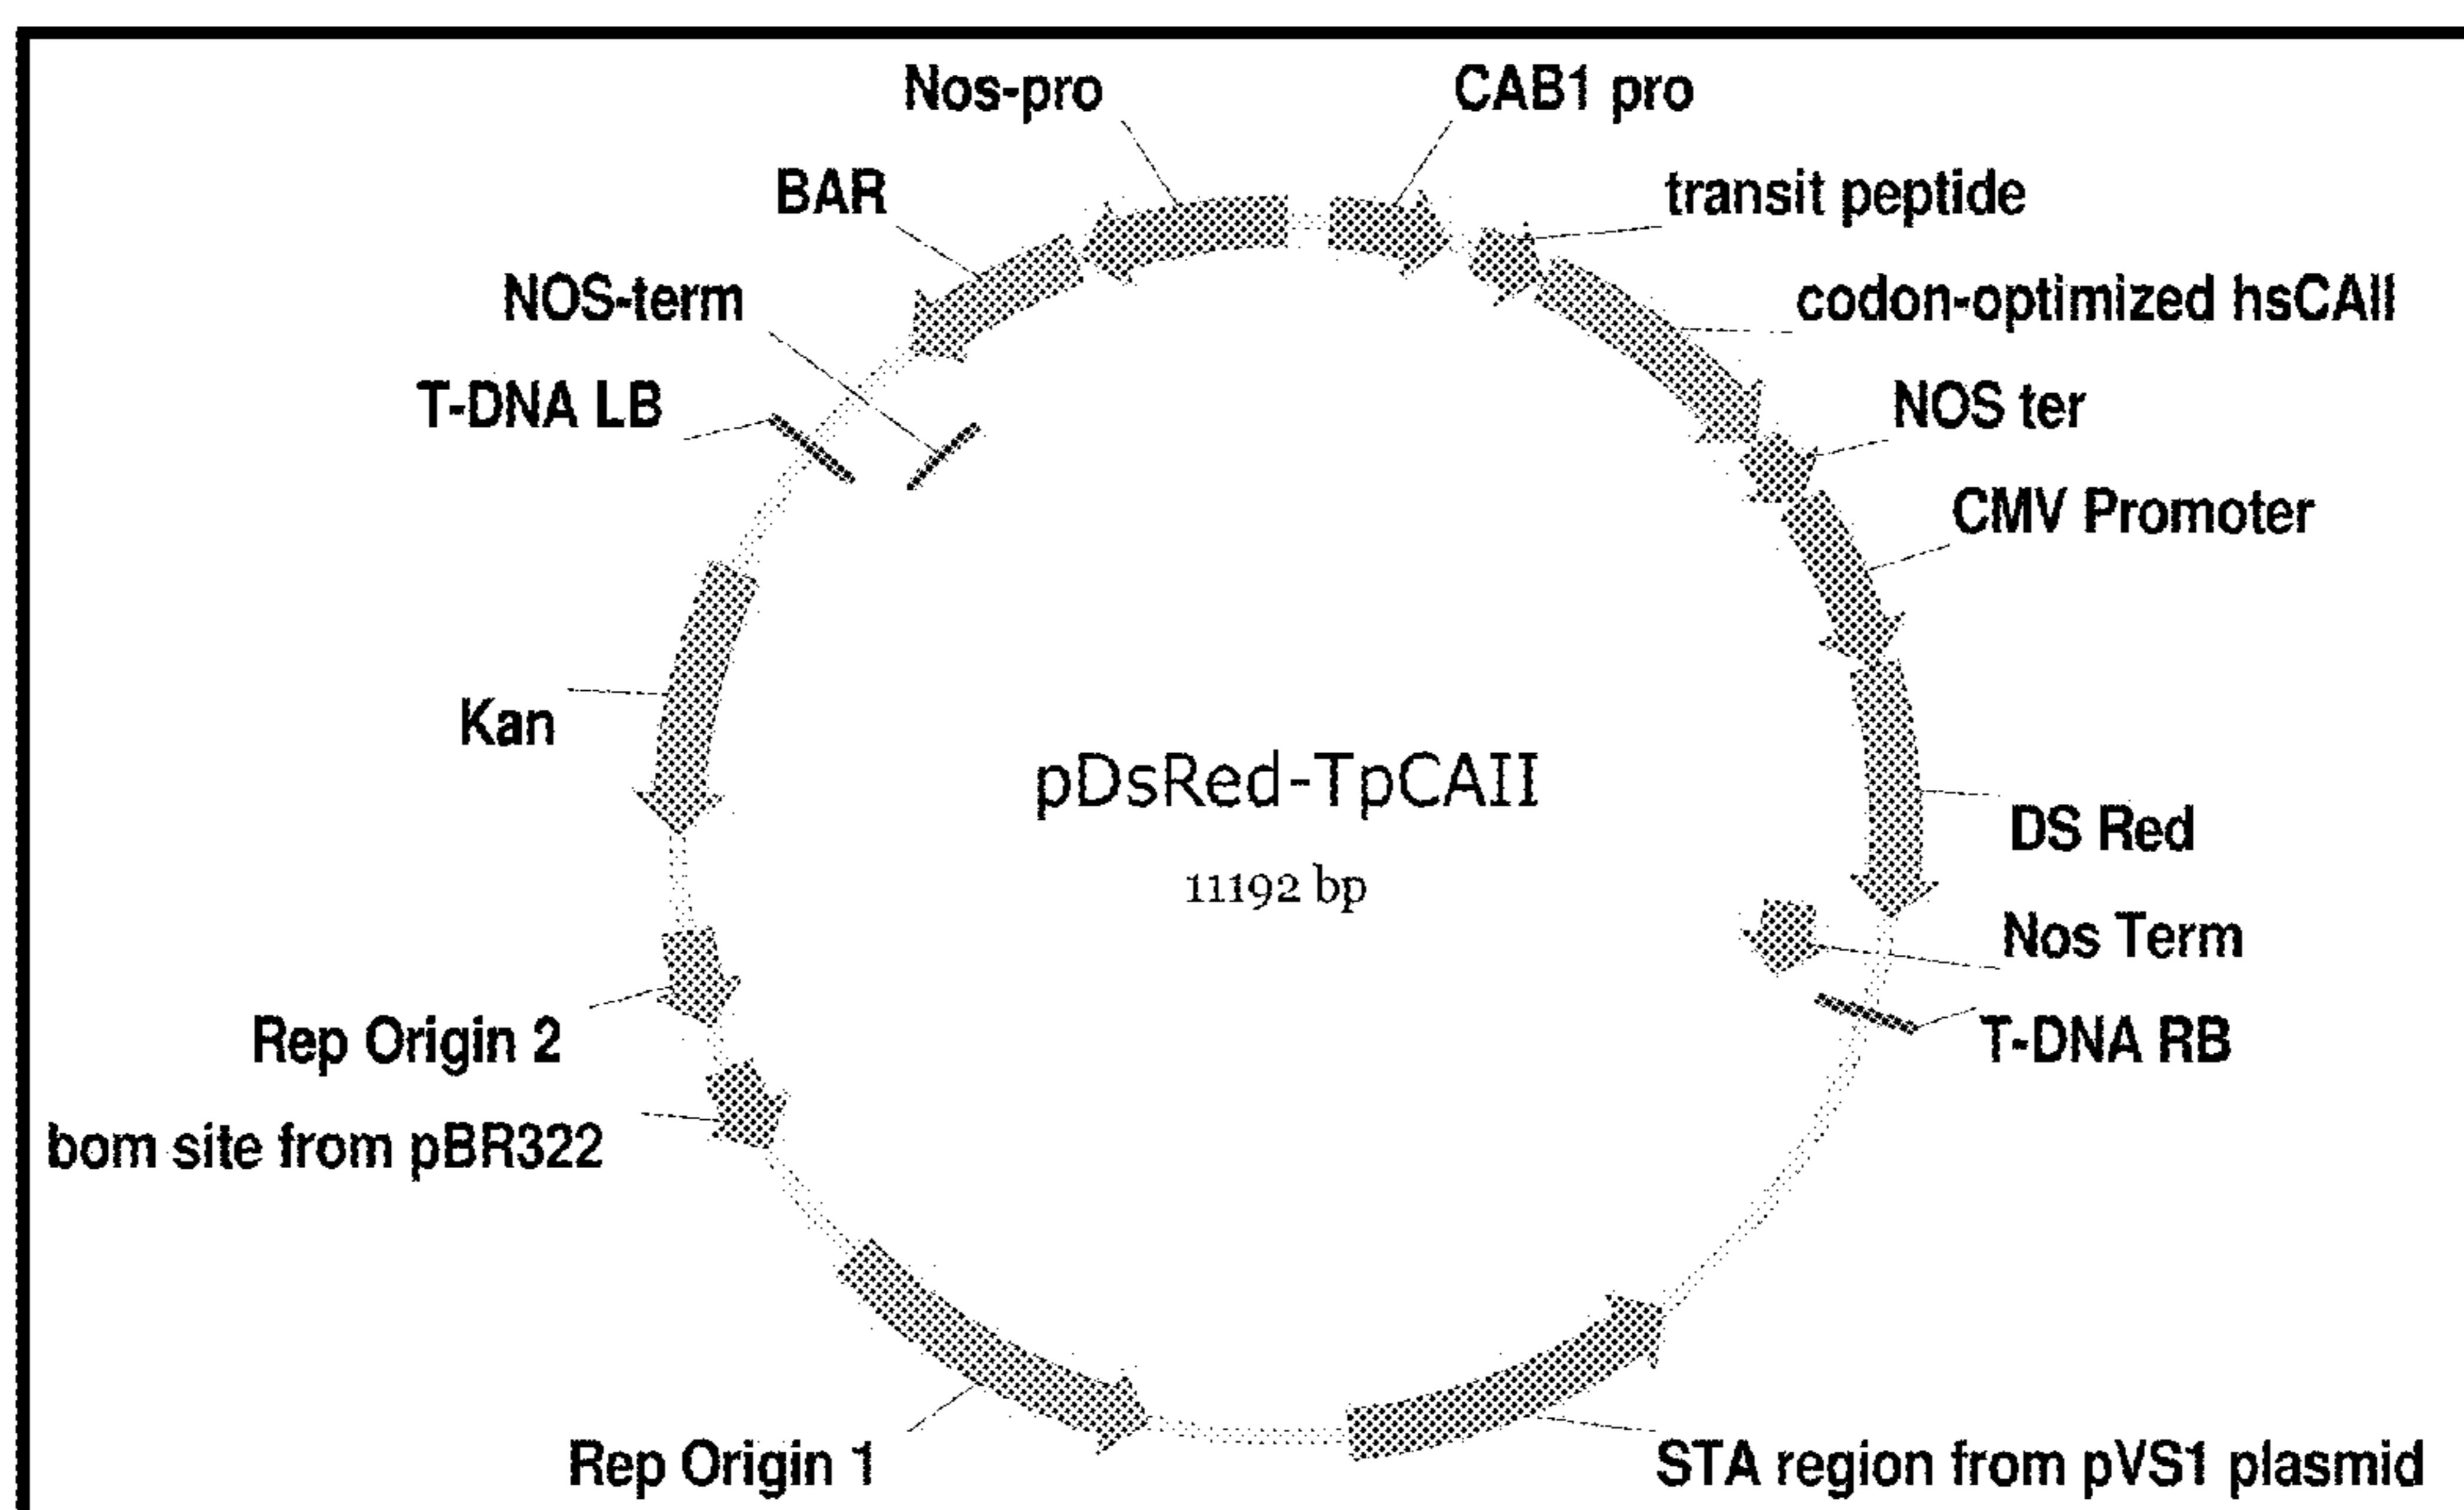 Nos-pro
CAB1 pro
BAR
transit peptide
NOS-term
codon-optimized hsCAII
T-DNA LB
NOS ter
CMV Promoter
Kan
pDsRed-TpCAII
11192 bp
DS Red
Nos Term
Rep Origin 2
T-DNA RB
bom site from pBR322
Rep Origin 1
STA region from pVS1 plasmid